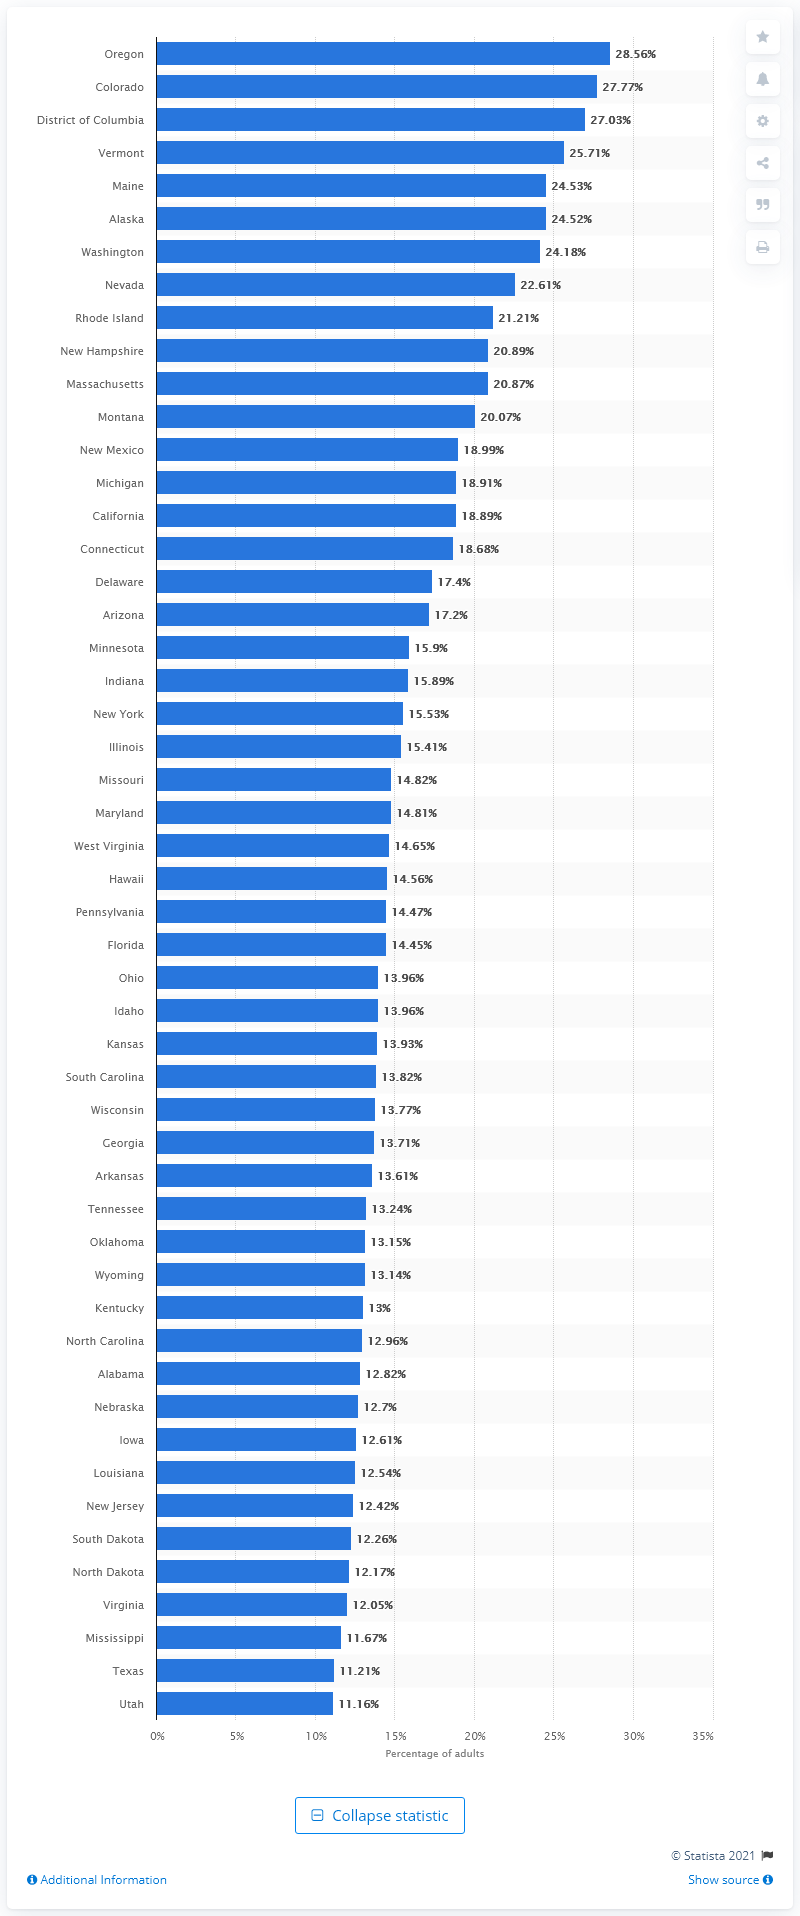 Oregon 28.56%
Colorado 27.77%
District of Columbia 27.03%
Vermont 25.71%
Maine 24.53%
Alaska 24.52%
Washington 24.18%
Nevada 22.61%
Rhode Island 21.21%
New Hampshire 20.89%
Massachusetts 20.87%
Montana 20.07%
New Mexico 18.99%
Michigan 18.91%
California 18.89%
Connecticut 18.68%
Delaware 17.4%
Arizona 17.2%
Minnesota 15.9%
Indiana 15.89%
New York 15.53%
Illinois 15.41%
Missouri 14.82%
Maryland 14.81%
West Virginia 14.65%
Hawaii 14.56%
Pennsylvania 14.47%
Florida 14.45%
Ohio 13.96%
Idaho 13.96%
Kansas 13.93%
South Carolina 13.82%
Wisconsin 13.77%
Georgia 13.71%
Arkansas 13.61%
Tennessee 13.24%
Oklahoma 13.15%
Wyoming 13.14%
Kentucky 13%
North Carolina 12.96%
Alabama 12.82%
Nebraska 12.7%
Iowa 12.61%
Louisiana 12.54%
New Jersey 12.42%
South Dakota 12.26%
North Dakota 12.17%
Virginia 12.05%
Mississippi 11.67%
Texas 11.21%
Utah 11.16%
0% 5% 10% 15% 20% 25% 30% 35%
Percentage of adults
Collapse statistic
© Statista 2021
Additional Information Show source